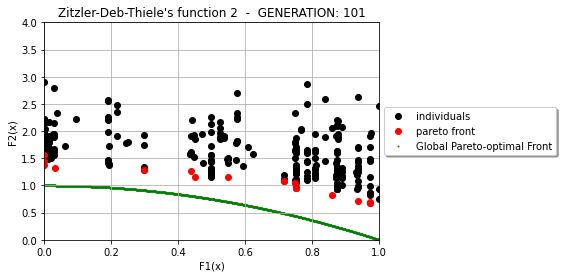 Zitzler-Deb-Thiele's function 2 - GENERATION: 101
4.0
3.5
3.0
2.5
2.0
1.5
1.0
0.5
0.0
F2(x)
0.0 0.2 0.4 0.6 0.8 1.0
F1(x)
individuals
pareto front
Global Pareto-optimal Front